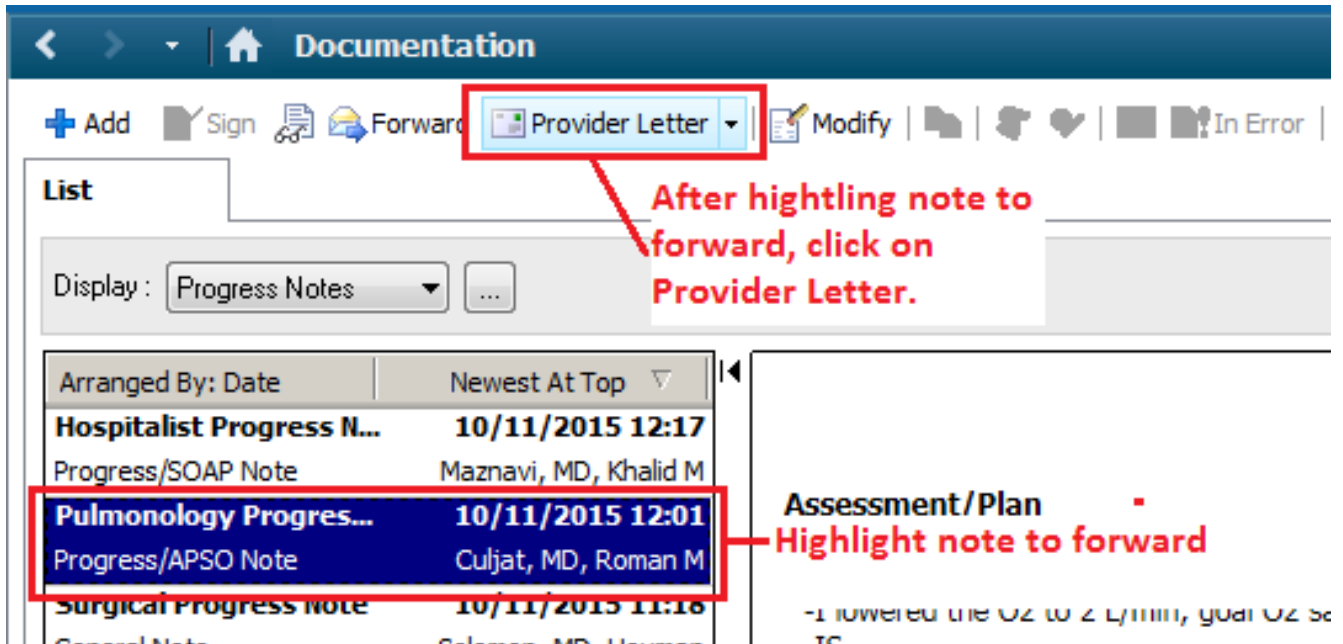 Documentation
Add Sign Forward Provider Letter Modify In Error
List
After hightling note to
forward, click on
Provider Letter.
Display : Progress Notes ...
Arranged By: Date Newest At Top
Hospitalist Progress N... 10/11/2015 12:17
Progress/SOAP Note Maznavi, MD, Khalid M
Pulmonology Progres... 10/11/2015 12:01
Progress/APSO Note Culjat, MD, Roman M
Assessment/Plan
Highlight note to forward
Surgical Progress Note 10/11/2015 11:18
-I lowered the O2 to 2 L/min, goal O2
General Note MD,